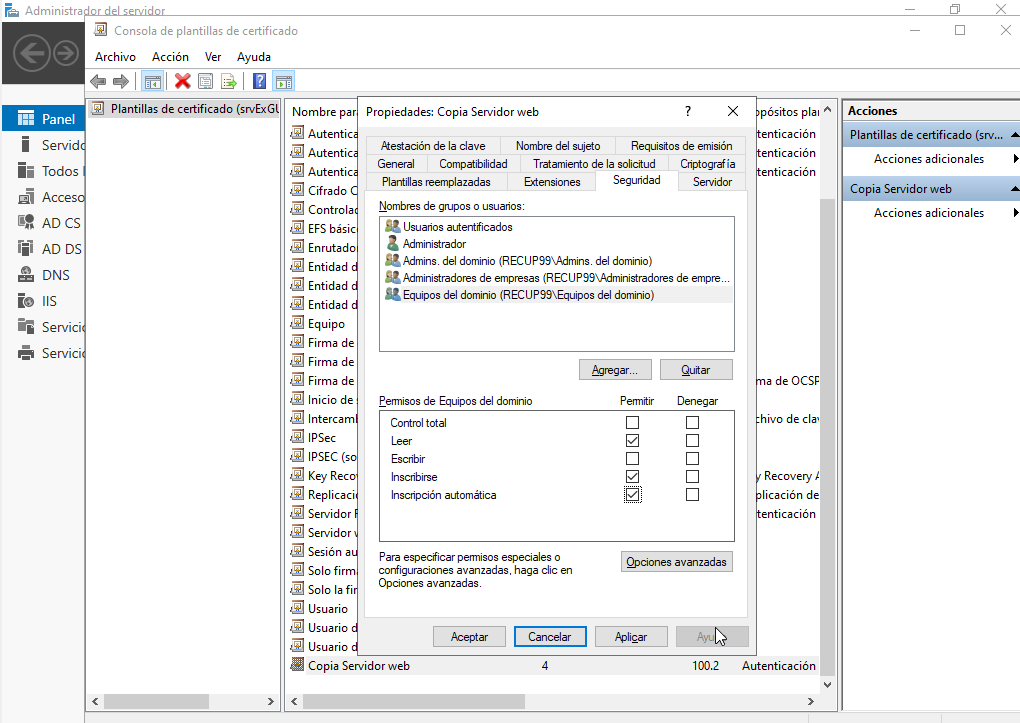 Administrador del servidor
Consola de plantillas de certificado
Archivo Acción Ver Ayuda
Panel
Servido
Todos l
Acceso
AD CS
AD DS
DNS
IIS
Servicio
Servicio
Plantillas de certificado (srvExGU
Nombre par
Autentica
Autentica
Autentica
Cifrado C
Controlac
EFS básic
Enrutador
Entidad d
Entidad d
Entidad d
Equipo
Firma de
Firma de
Firma de
Inicio de s
Intercamb
IPSec
IPSEC (so
Key Recov
Replicació
Servidor R
Servidor w
Sesión au
Solo firma
Solo la fir
Usuario
Usuario d
Usuario d
Copia Servidor web 4 100.2 Autenticación
opósitos plan
tenticación
tenticación
tenticación
ma de OCSP
chivo de clav
y Recovery A
plicación de
tenticación
Propiedades: Copia Servidor web
Atestación de la clave Nombre del sujeto Requisitos de emisión
General Compatibilidad Tratamiento de la solicitud Criptografía
Plantillas reemplazadas Extensiones Seguridad Servidor
Nombres de grupos o usuarios:
Usuarios autentificados
Administrador
Admins. del dominio (RECUP99\Admins. del dominio)
Administradores de empresas (RECUP99\Administradores de empre...
Equipos del dominio (RECUP99\Equipos del dominio)
Agregar... Quitar
Permisos de Equipos del dominio Permitir Denegar
Control total
Leer
Escribir
Inscribirse
Inscripción automática
Para especificar permisos especiales o
configuraciones avanzadas, haga clic en
Opciones avanzadas.
Opciones avanzadas
Aceptar Cancelar Aplicar Ayu
Acciones
Plantillas de certificado (srv...
Acciones adicionales
Copia Servidor web
Acciones adicionales